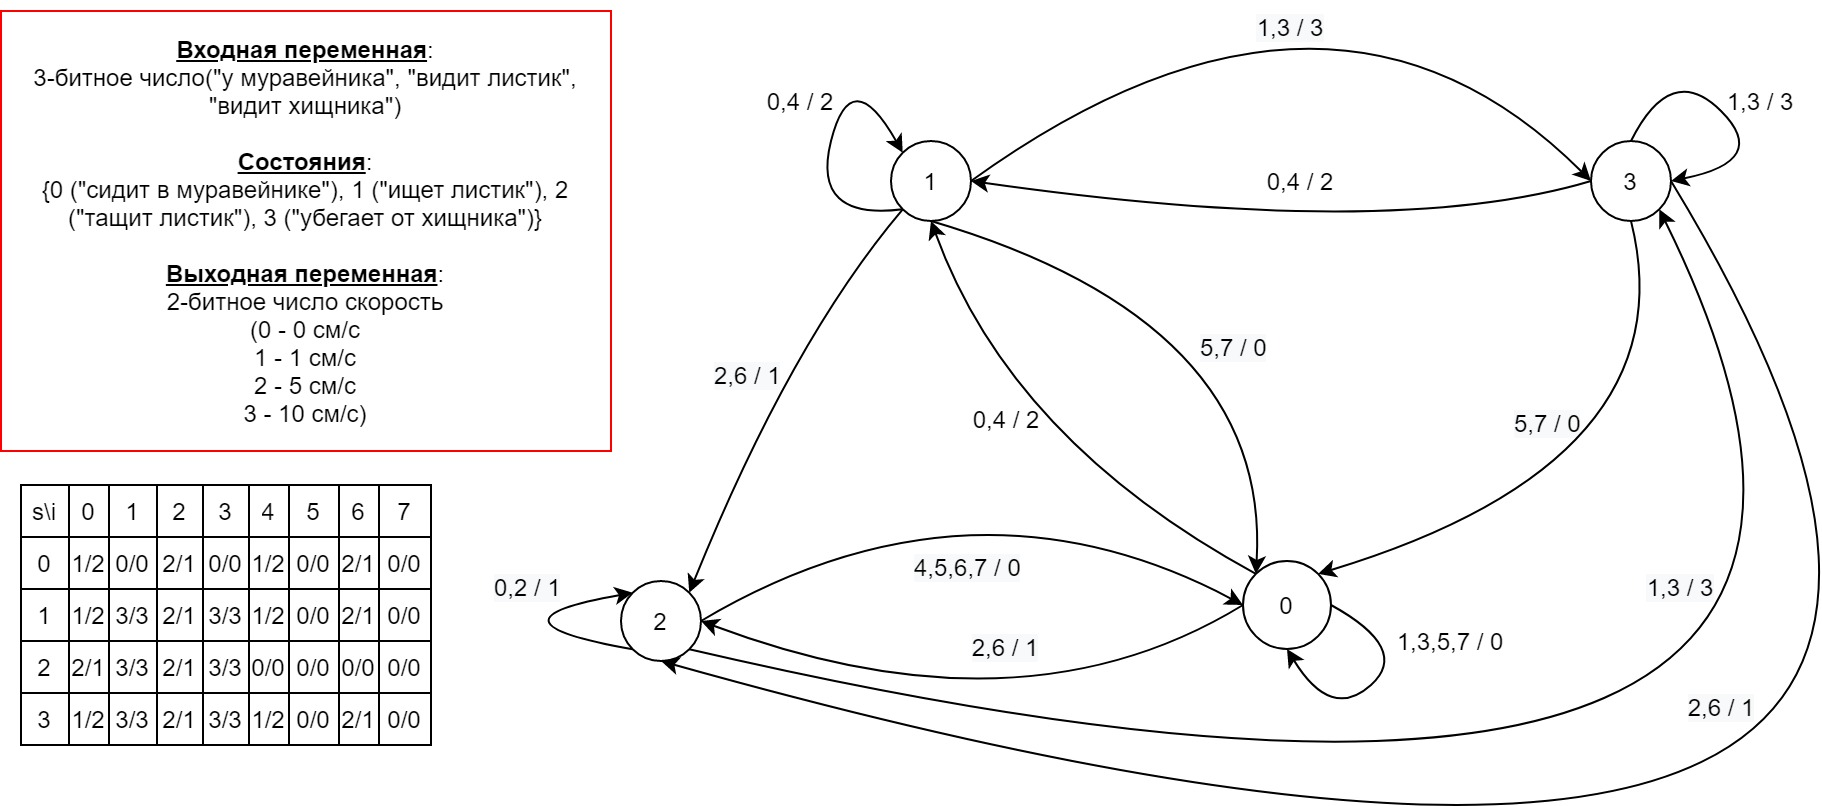 Входная переменная:
3-битное число("у муравейника", "видит листик",
"видит хищника")
Состояния:
{0 ("сидит в муравейнике"), 1 ("ищет листик"), 2
("тащит листик"), 3 ("убегает от хищника")}
Выходная переменная:
2-битное число скорость
(0 - 0 см/с
1 - 1 см/с
2 - 5 см/с
3 - 10 см/с)
s\i 0 1 2 3 4 5 6 7
0 1/2 0/0 2/1 0/0 1/2 0/0 2/1 0/0
1 1/2 3/3 2/1 3/3 1/2 0/0 2/1 0/0
2 2/1 3/3 2/1 3/3 0/0 0/0 0/0 0/0
3 1/2 3/3 2/1 3/3 1/2 0/0 2/1 0/0
1,3 / 3
0,4 / 2
1,3 / 3
1
0,4 / 2
3
5,7 / 0
2,6 / 1
0,4 / 2
5,7 / 0
4,5,6,7 / 0
0,2 / 1
1,3 / 3
2
0
2,6 / 1
1,3,5,7 / 0
2,6 / 1